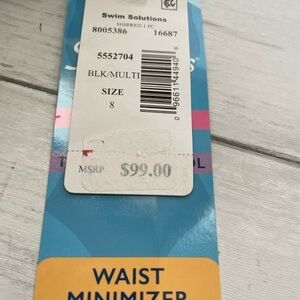 Swim Solutions
SHIRRED 1 PC
8005386 16687
5552704
BLK/MULTI
SIZE
8
MSRP $99.00
WAIST
MINIMIZER